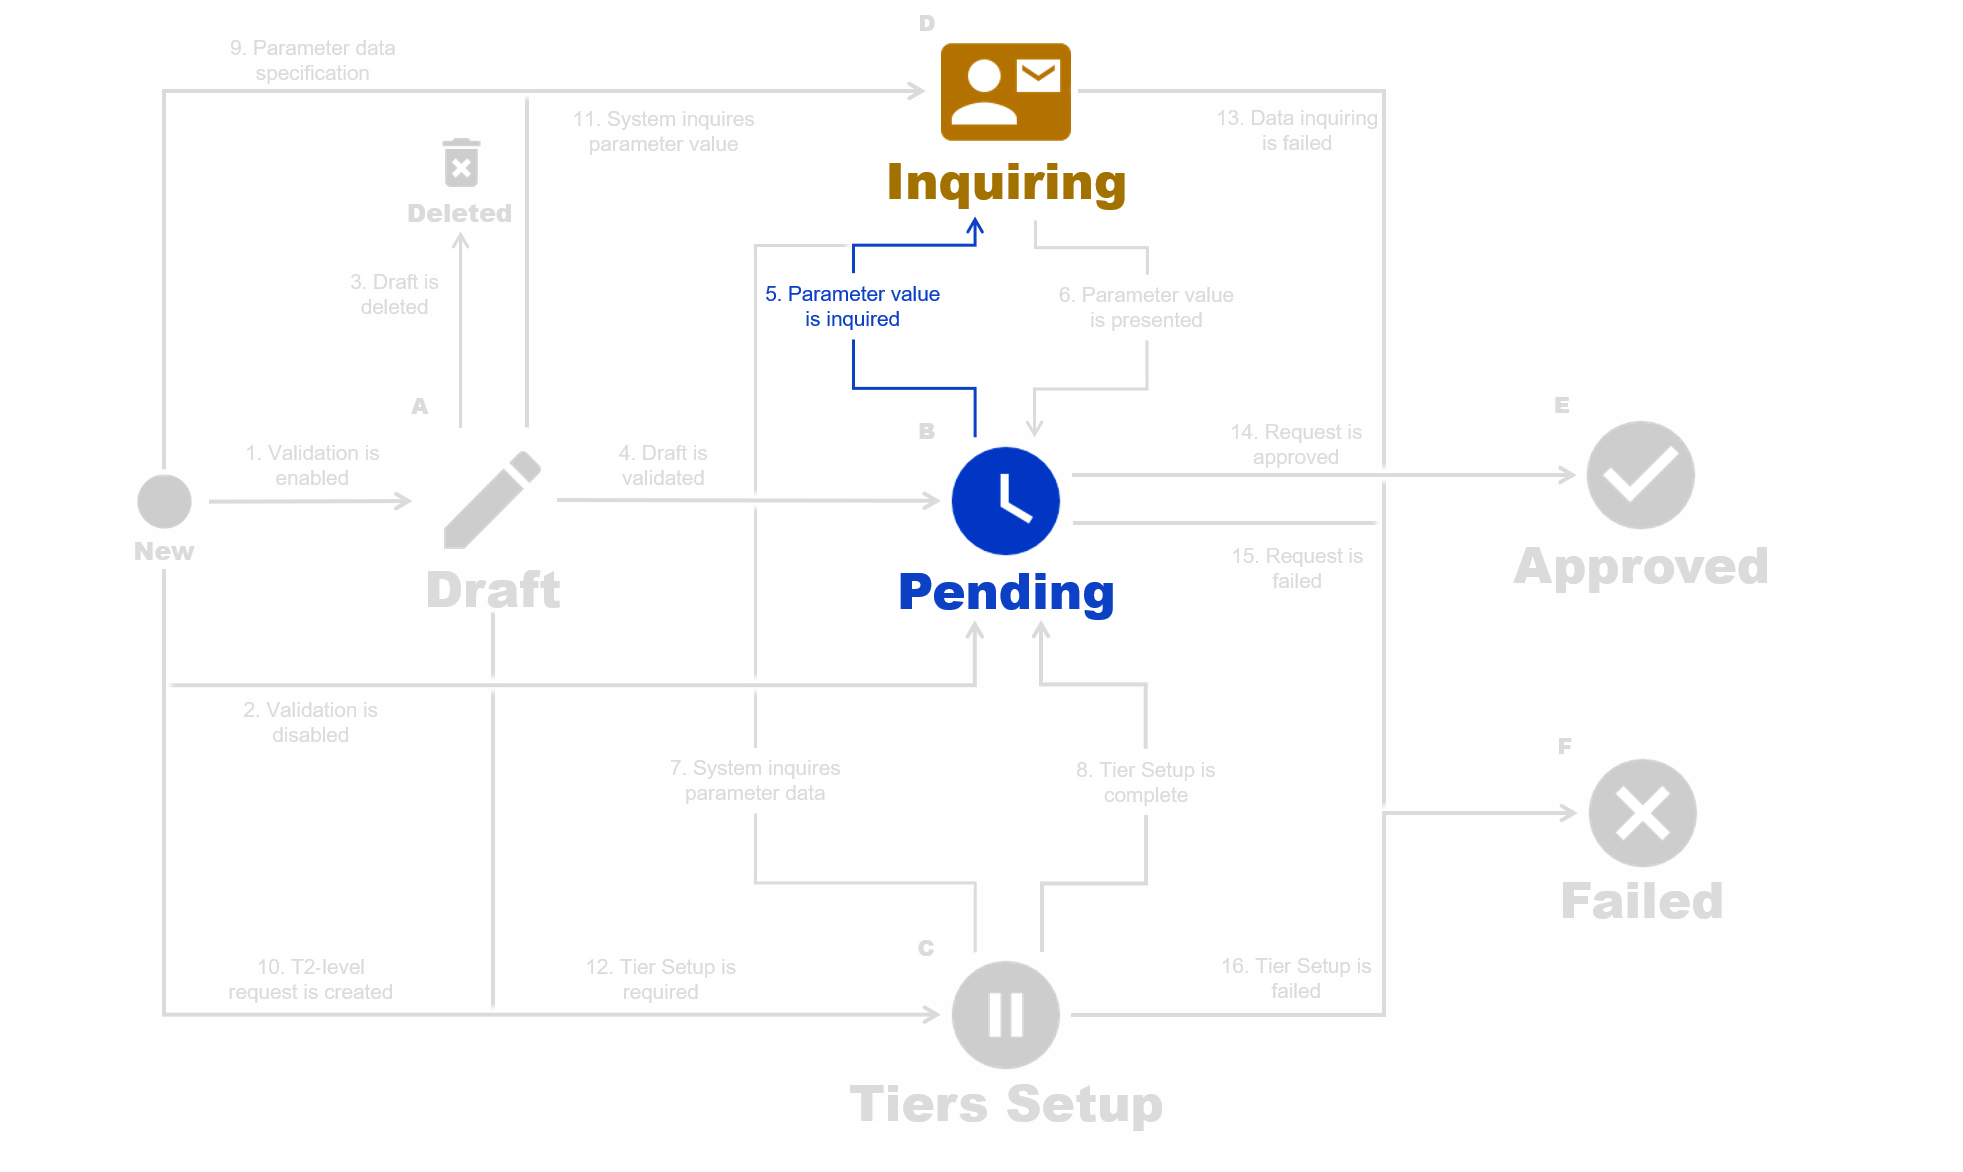 D
9. Parameter data
specification
11. System inquires
parameter value
13. Data inquiring
is failed
Inquiring
Deleted
3. Draft is
deleted
5. Parameter value
is inquired
6. Parameter value
is presented
A
B
E
1. Validation is
enabled
4. Draft is
validated
14. Request is
approved
New
Draft
Pending
15. Request is
failed
Approved
2. Validation is
disabled
F
7. System inquires
parameter data
8. Tier Setup is
complete
Failed
C
10. T2-level
request is created
12. Tier Setup is
required
16. Tier Setup is
failed
Tiers Setup